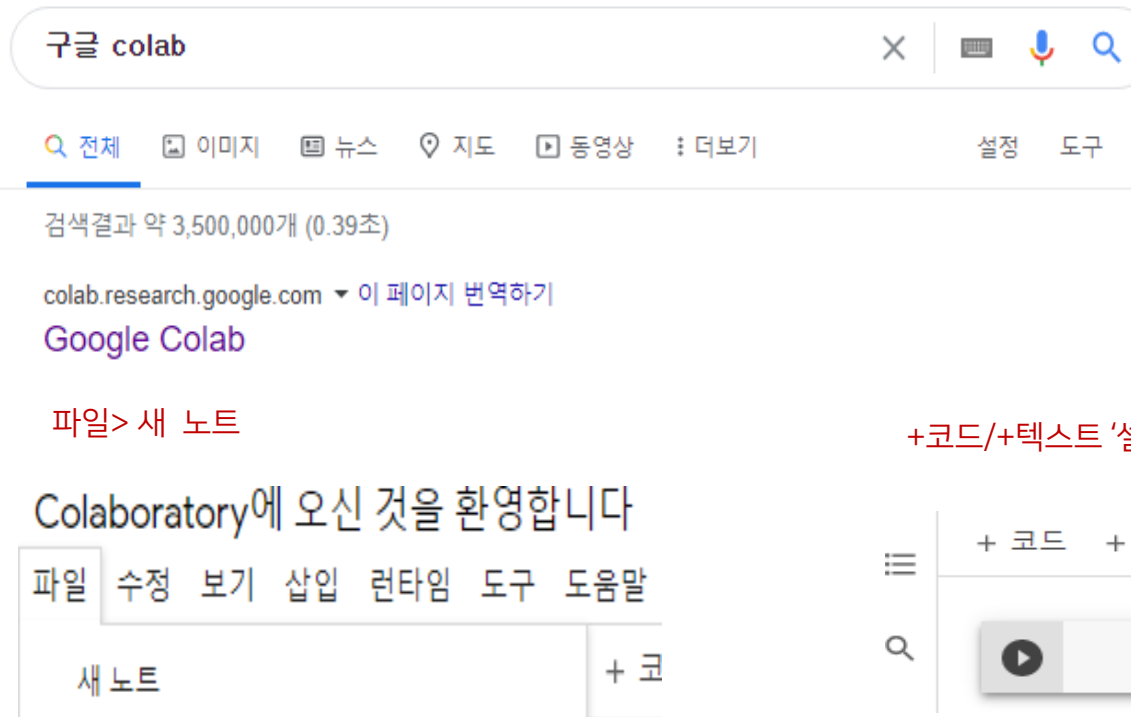 구글 colab
전체 이미지 뉴스 지도 동영상 더보기 설정 도구
검색결과 약 3,500,000개 (0.39초)
colab.research.google.com 이 페이지 번역하기
Google Colab
파일> 새 노트
+코드/+텍스트 ‘
Colaboratory에 오신 것을 환영합니다
파일 수정 보기 삽입 런타임 도구 도움말
새 노트
+
+ 코드 +